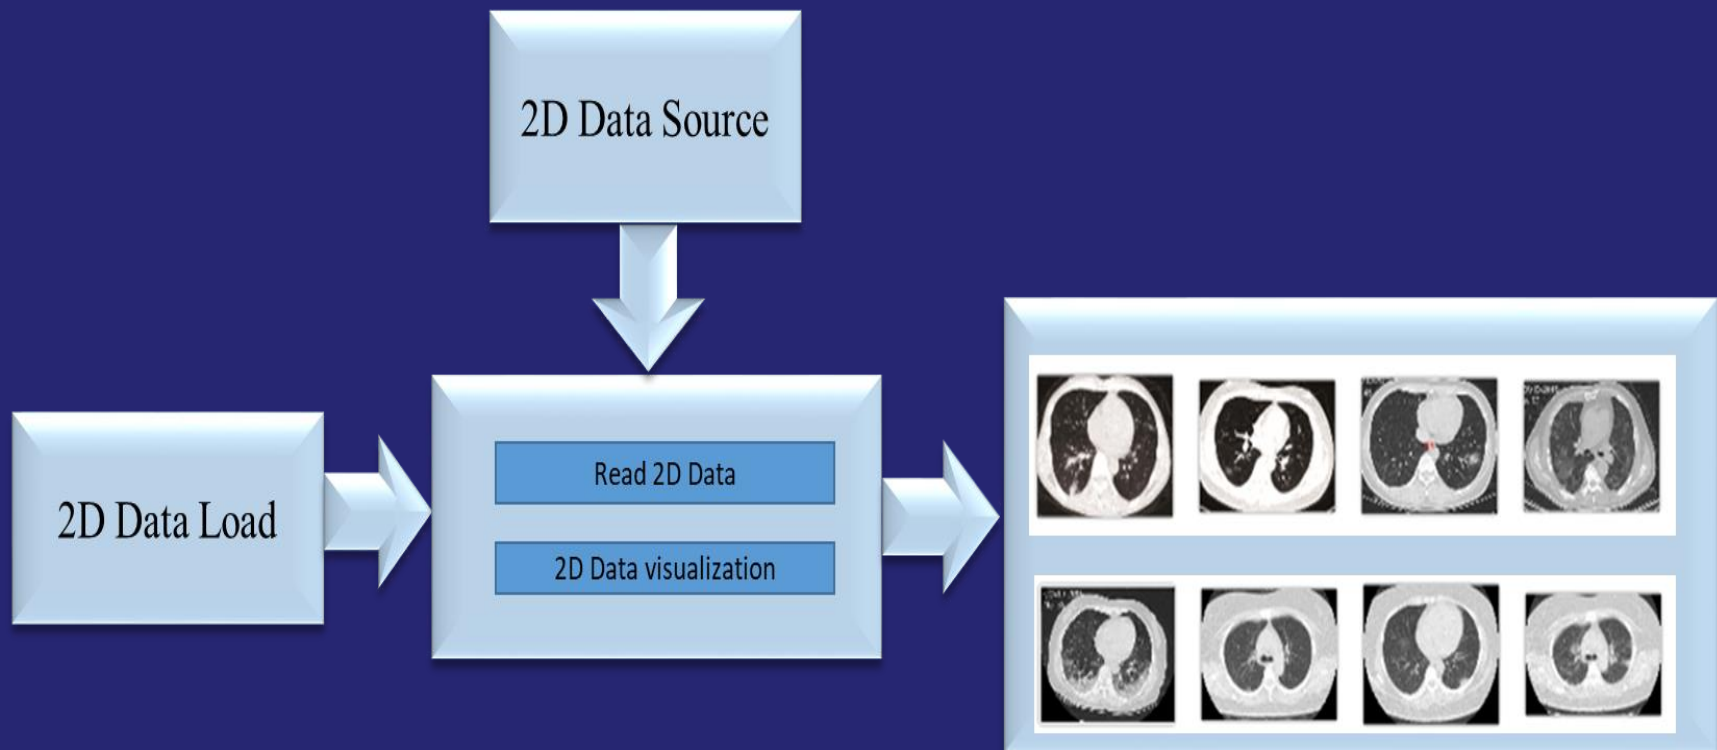 2D Data Source
2D Data Load
Read 2D Data
2D Data visualization